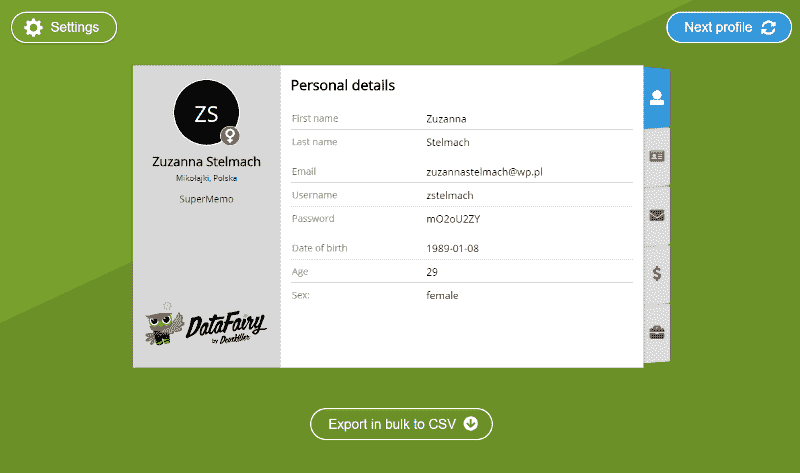 Settings
Next profile
ZS
Zuzanna Stelmach
Mikołajki, Polska
SuperMemo
DataFairy
by Devskiller
Personal details
First name Zuzanna
Last name Stelmach
Email zuzannastelmach@wp.pl
Username zstelmach
Password mO2oU2ZY
Date of birth 1989-01-08
Age 29
Sex: female
$
Export in bulk to CSV